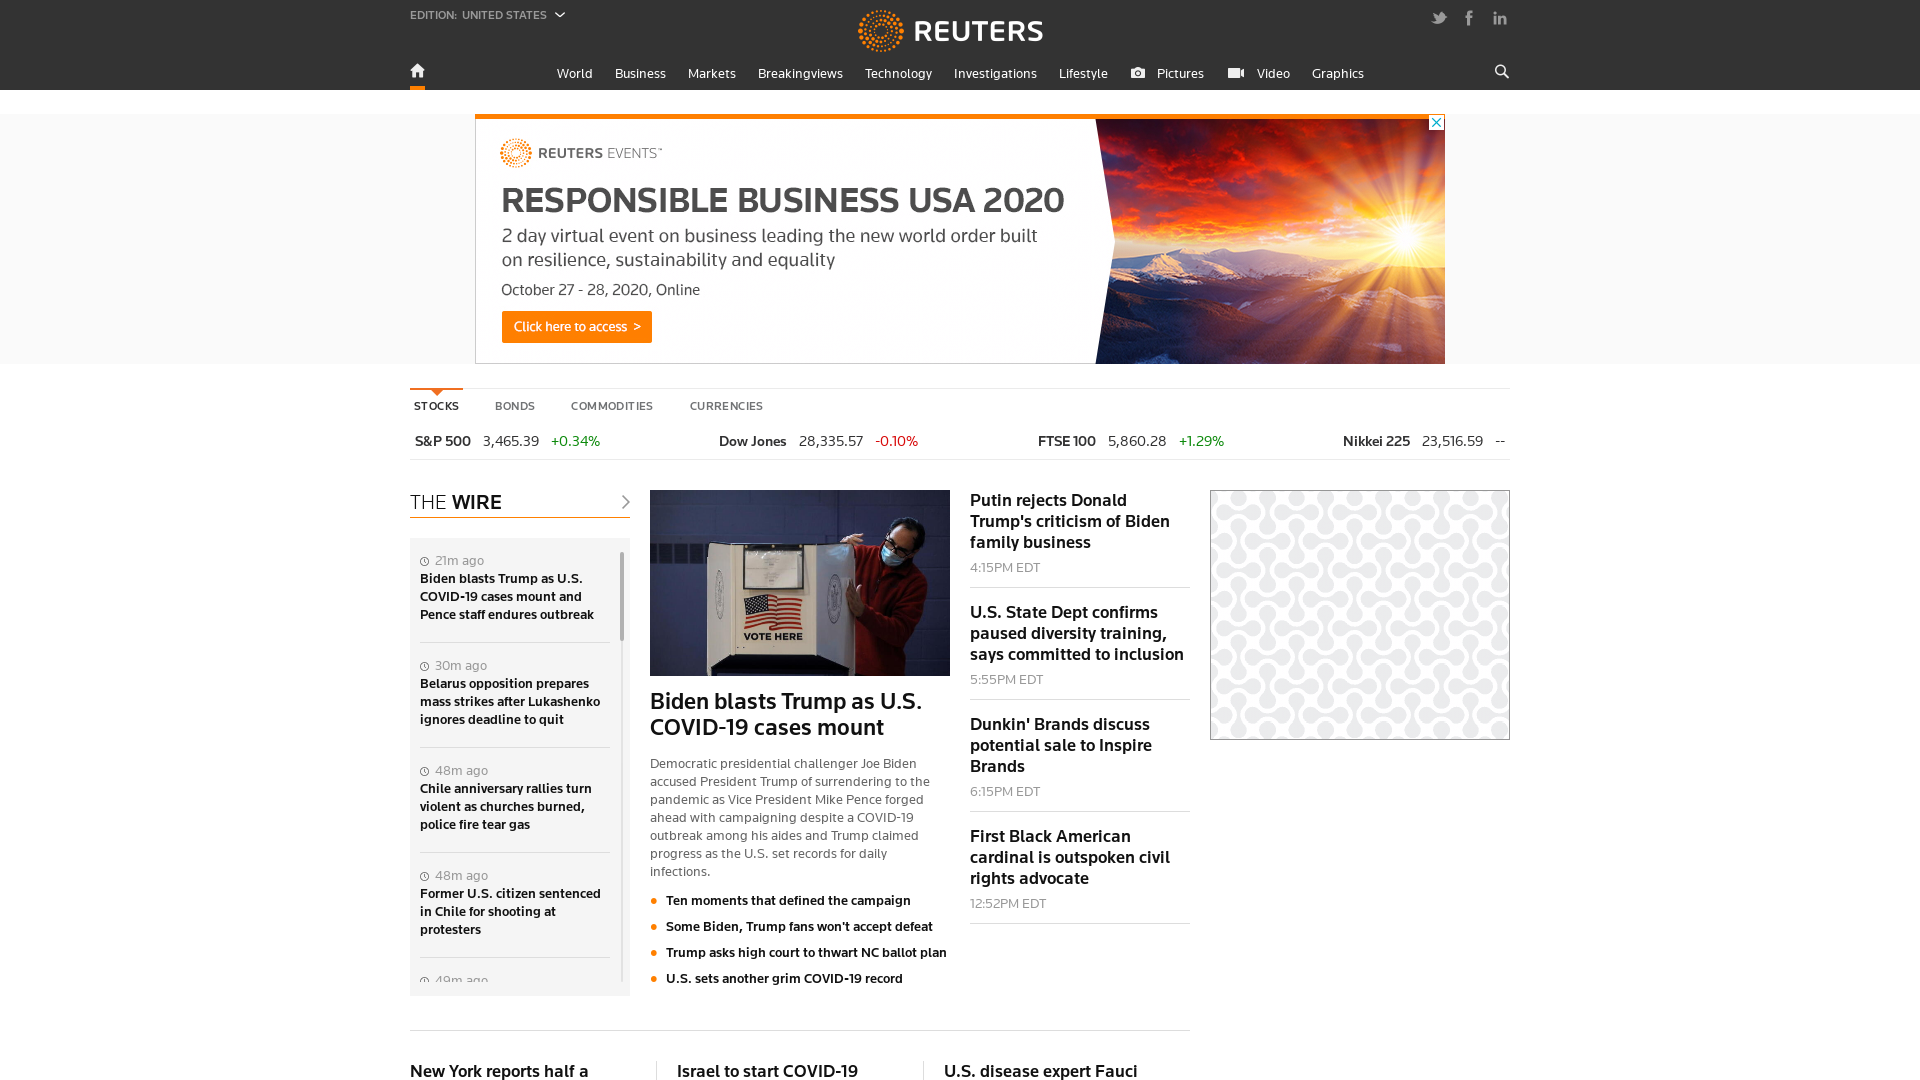 EDITION: UNITED STATES
REUTERS
World Business Markets Breakingviews Technology Investigations Lifestyle Pictures Video Graphics
REUTERS EVENTS™
RESPONSIBLE BUSINESS USA 2020
2 day virtual event on business leading the new world order built
on resilience, sustainability and equality
October 27 - 28, 2020, Online
Click here to access >
STOCKS BONDS COMMODITIES CURRENCIES
S&P 500 3,465.39 +0.34% Dow Jones 28,335.57 -0.10% FTSE 100 5,860.28 +1.29% Nikkei 225 23,516.59 --
THE WIRE
21m ago
Biden blasts Trump as U.S.
COVID-19 cases mount and
Pence staff endures outbreak
30m ago
Belarus opposition prepares
mass strikes after Lukashenko
ignores deadline to quit
48m ago
Chile anniversary rallies turn
violent as churches burned,
police fire tear gas
48m ago
Former U.S. citizen sentenced
in Chile for shooting at
protesters
49m ago
VOTE HERE
Biden blasts Trump as U.S.
COVID-19 cases mount
Democratic presidential challenger Joe Biden
accused President Trump of surrendering to the
pandemic as Vice President Mike Pence forged
ahead with campaigning despite a COVID-19
outbreak among his aides and Trump claimed
progress as the U.S. set records for daily
infections.
Ten moments that defined the campaign
Some Biden, Trump fans won't accept defeat
Trump asks high court to thwart NC ballot plan
U.S. sets another grim COVID-19 record
Putin rejects Donald
Trump's criticism of Biden
family business
4:15PM EDT
U.S. State Dept confirms
paused diversity training,
says committed to inclusion
5:55PM EDT
Dunkin' Brands discuss
potential sale to Inspire
Brands
6:15PM EDT
First Black American
cardinal is outspoken civil
rights advocate
12:52PM EDT
New York reports half a
Israel to start COVID-19
U.S. disease expert Fauci